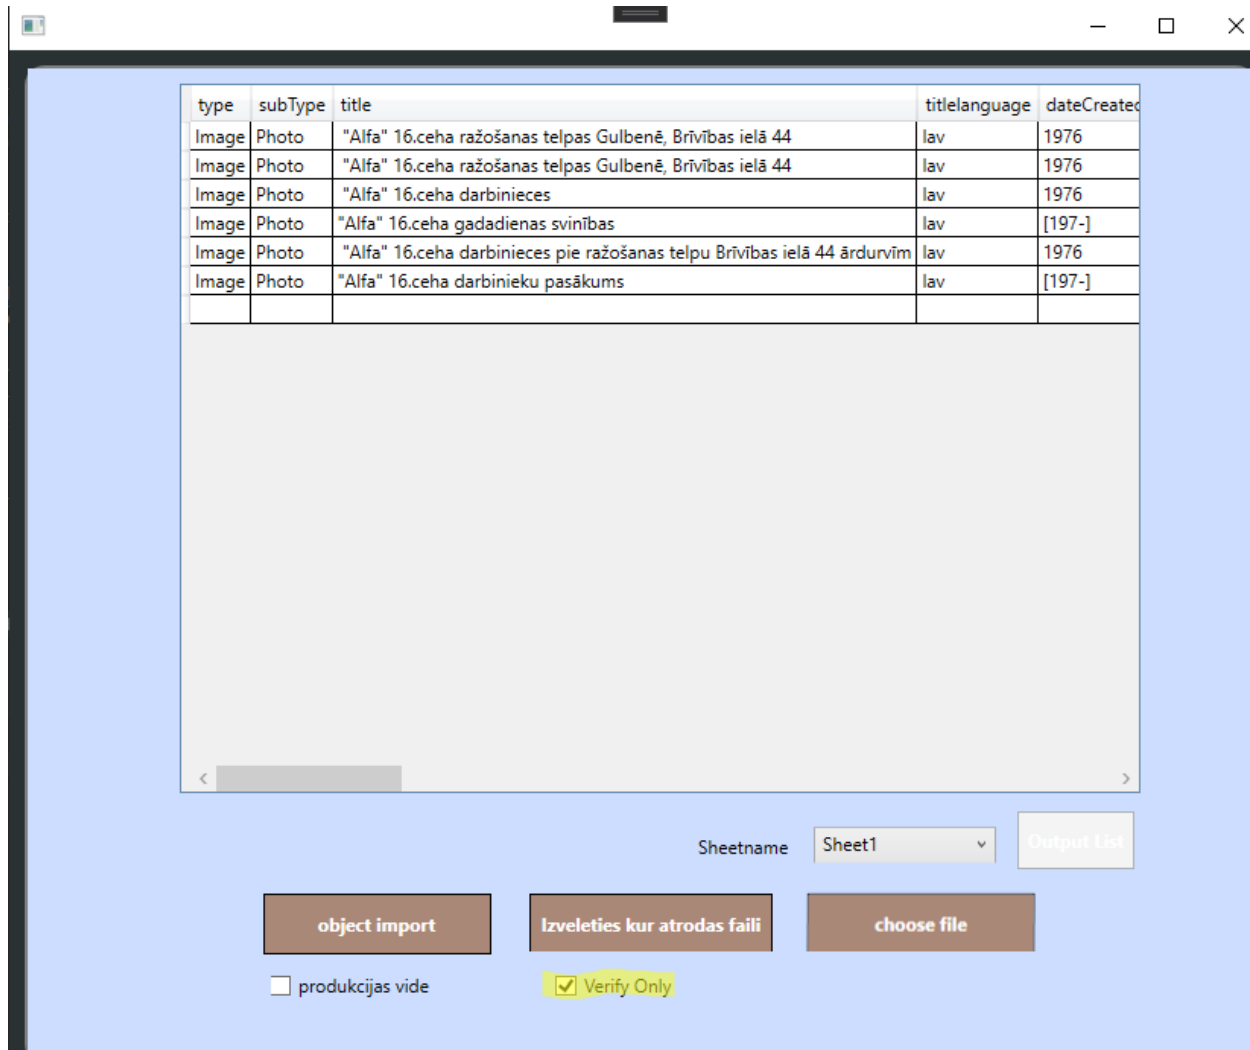 type subType title titlelanguage dateCreated
Image Photo "Alfa" 16.ceha ražošanas telpas Gulbenē, Brīvības ielā 44 lav 1976
Image Photo "Alfa" 16.ceha ražošanas telpas Gulbenē, Brīvības ielā 44 lav 1976
Image Photo "Alfa" 16.ceha darbinieces lav 1976
Image Photo "Alfa" 16.ceha gadadienas svinības lav [197-]
Image Photo "Alfa" 16.ceha darbinieces pie ražošanas telpu Brīvības ielā 44 ārdurvīm lav 1976
Image Photo "Alfa" 16.ceha darbinieku pasākums lav [197-]
Sheetname Sheet1 Output List
object import Izveleties kur atrodas faili choose file
produkcijas vide Verify Only